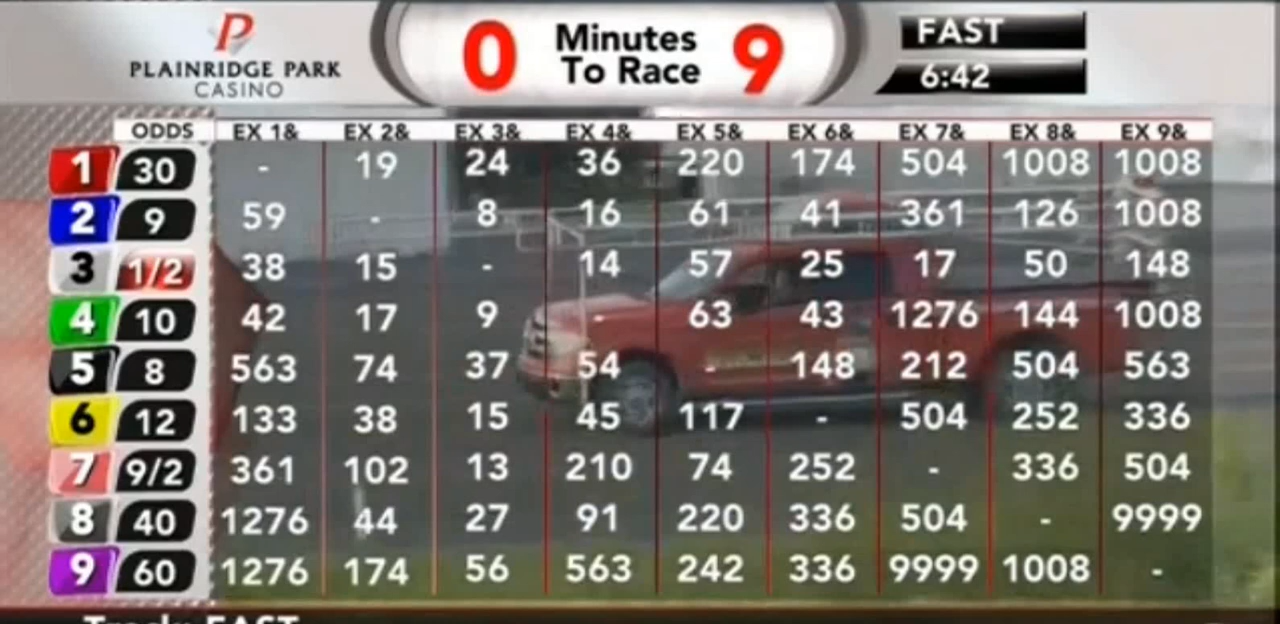 P
PLAINRIDGE PARK
CASINO
0 Minutes To Race 9
FAST
6:42
ODDS EX 1& EX 2& EX 3& EX 4& EX 5& EX 6& EX 7& EX 8& EX 9&
1 30 - 19 24 36 220 174 504 1008 1008
2 9 59 - 8 16 61 41 361 126 1008
3 1/2 38 15 - 14 57 25 17 50 148
4 10 42 17 9 - 63 43 1276 144 1008
5 8 563 74 37 54 - 148 212 504 563
6 12 133 38 15 45 117 - 504 252 336
7 9/2 361 102 13 210 74 252 - 336 504
8 40 1276 44 27 91 220 336 504 - 9999
9 60 1276 174 56 563 242 336 9999 1008 -
Track: FAST